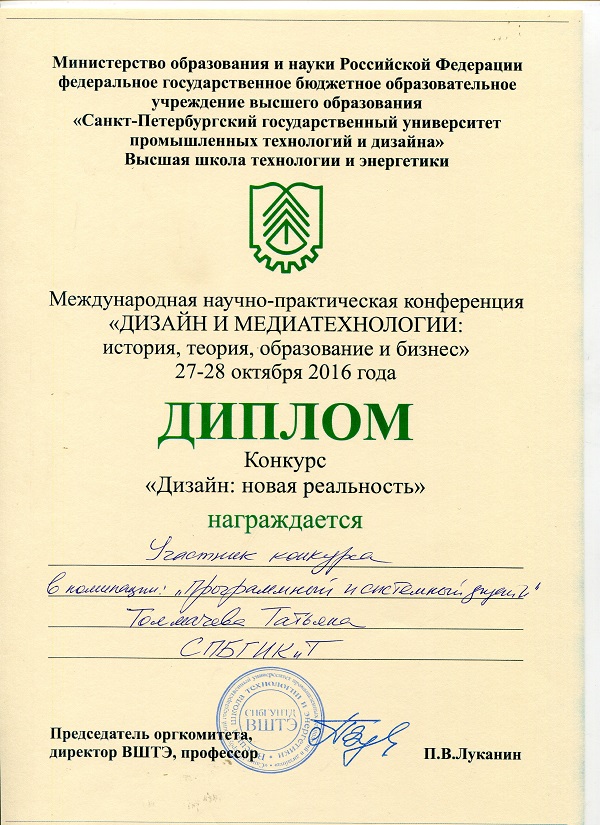 Министерство образования и науки Российской Федерации
федеральное государственное бюджетное образовательное
учреждение высшего образования
«Санкт-Петербургский государственный университет
промышленных технологий и дизайна»
Высшая школа технологии и энергетики
Международная научно-практическая конференция
«ДИЗАЙН И МЕДИАТЕХНОЛОГИИ:
история, теория, образование и бизнес»
27-28 октября 2016 года
ДИПЛОМ
Конкурс
«Дизайн: новая реальность»
награждается
Участник конкурса
в номинации: „программный и системный дизайн"
Толмачева Татьяна
СПБГИКиТ
СПбГУПТД
ВШТЭ
Председатель оргкомитета,
директор ВШТЭ, профессор
П.В.Луканин